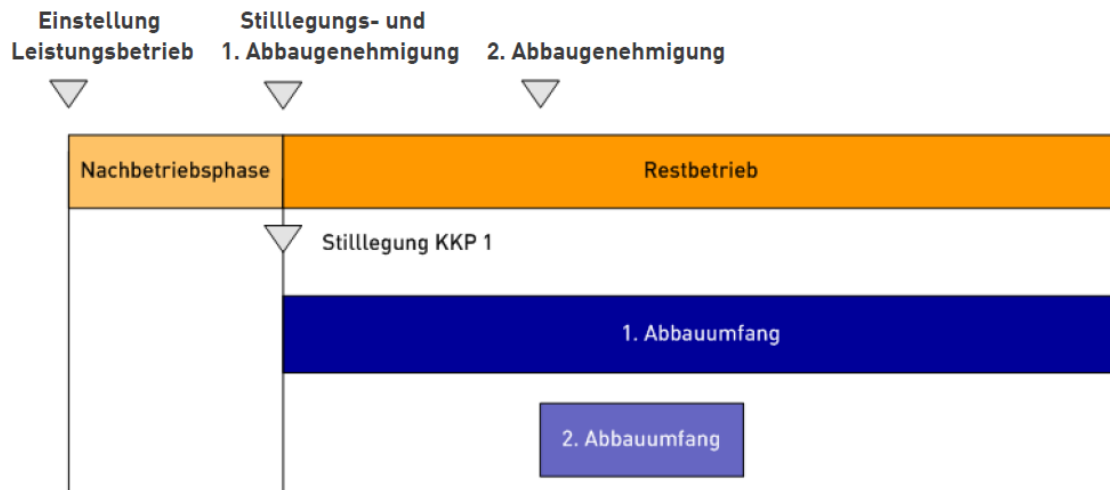 Einstellung
Leistungsbetrieb
Stilllegungs- und
1. Abbaugenehmigung
2. Abbaugenehmigung
Nachbetriebsphase
Restbetrieb
Stilllegung KKP 1
1. Abbauumfang
2. Abbauumfang